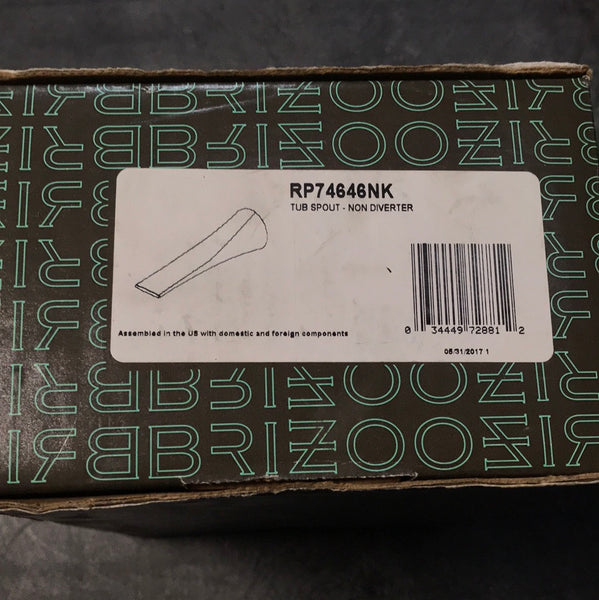 BRIZO
RP74646NK
TUB SPOUT - NON DIVERTER
Assembled in the US with domestic and foreign components
0 34449 72881 2
05/31/2017 1
BRIZO